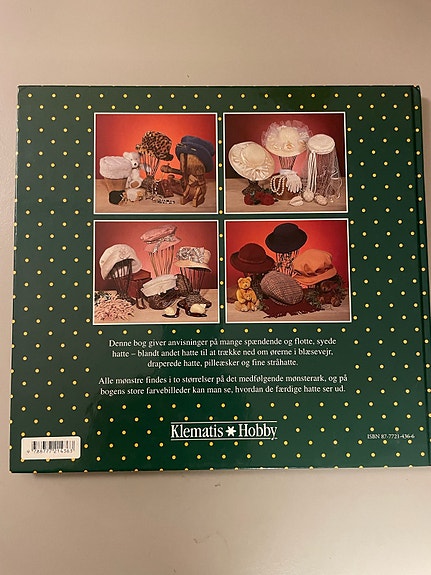 Denne bog giver anvisninger på mange spændende og flotte, syede
hatte – blandt andet hatte til at trække ned om ørerne i blæsevejr,
draperede hatte, pilleæsker og fine stråhatte.
Alle mønstre findes i to størrelser på det medfølgende mønsterark, og på
bogens store farvebilleder kan man se, hvordan de færdige hatte ser ud.
Klematis * Hobby
ISBN 87-7721-436-6
9 788777 214363